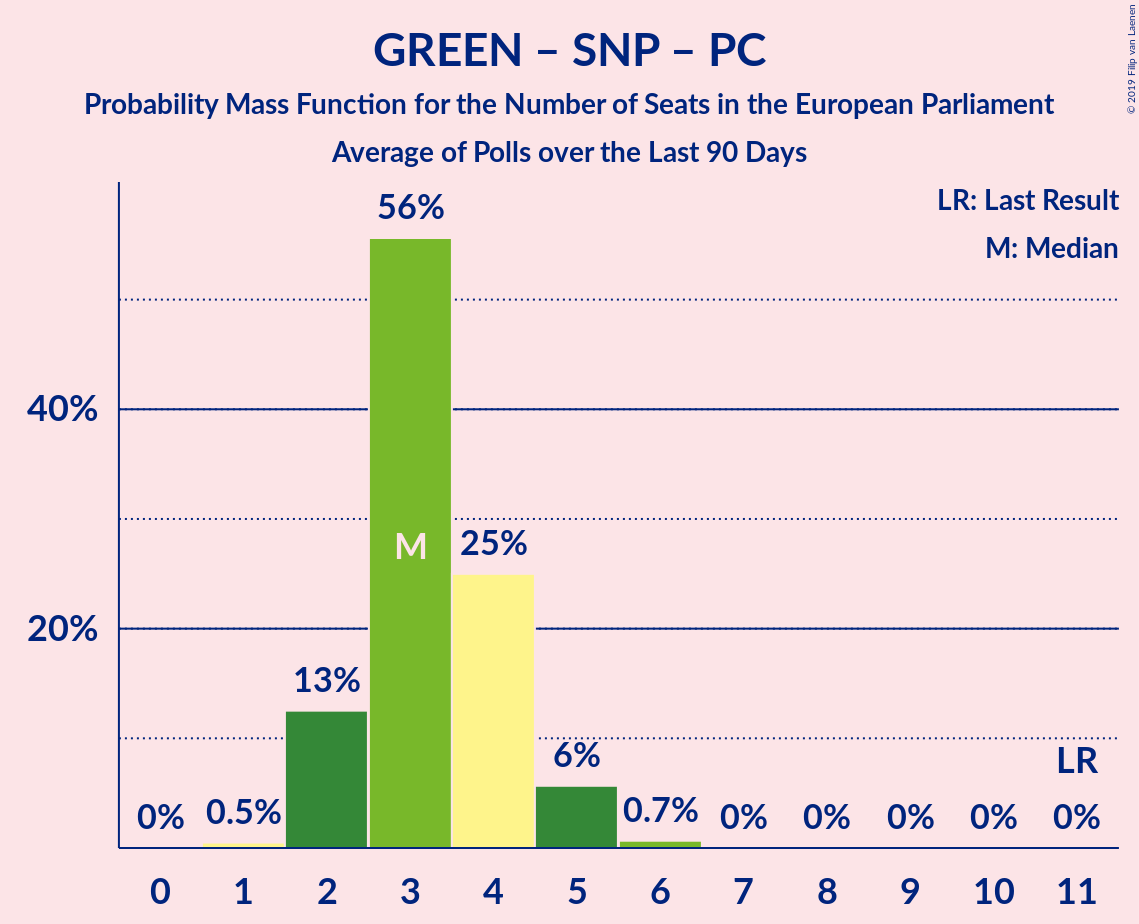 GREEN – SNP – PC
Probability Mass Function for the Number of Seats in the European Parliament
Average of Polls over the Last 90 Days
© 2019 Filip van Laenen
LR: Last Result
M: Median
56%
40%
M
25%
20%
13%
6%
LR
0%
0.5%
0.7%
0%
0%
0%
0%
0%
0 1 2 3 4 5 6 7 8 9 10 11